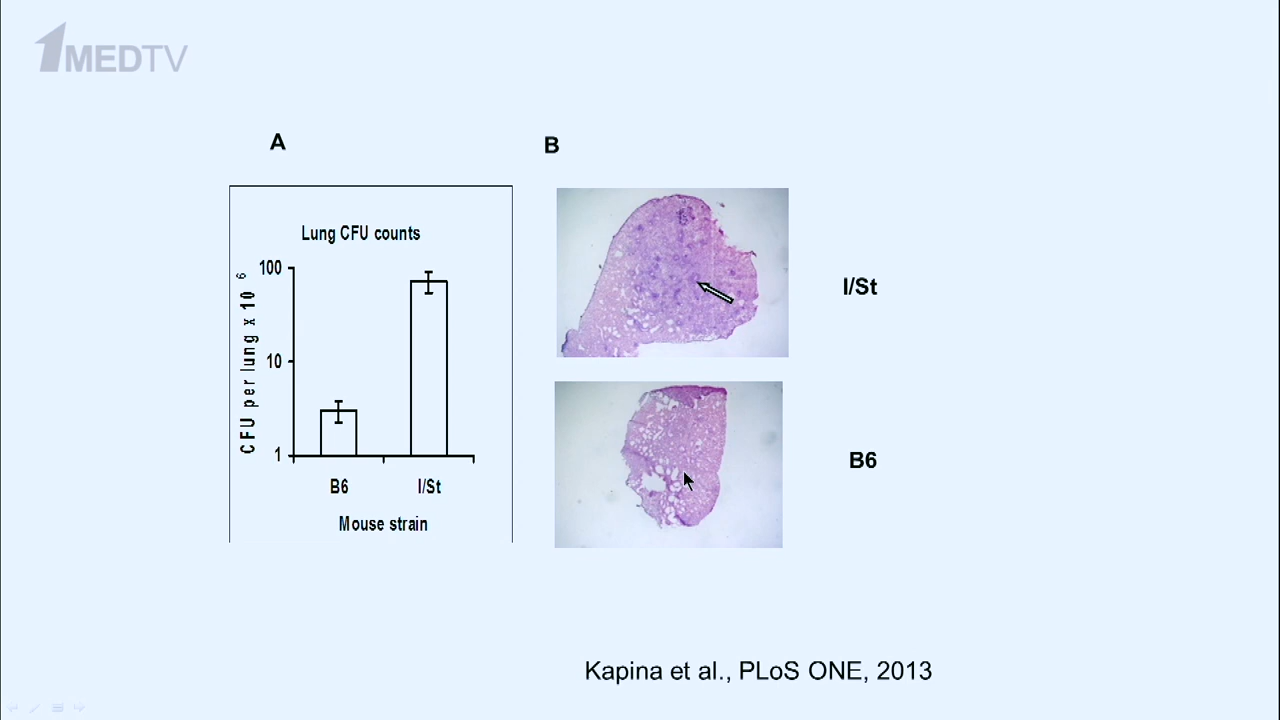 1MEDTV
A
B
Lung CFU counts
CFU per lung x 10 6
100
10
1
B6
I/St
Mouse strain
I/St
B6
Kapina et al., PLoS ONE, 2013